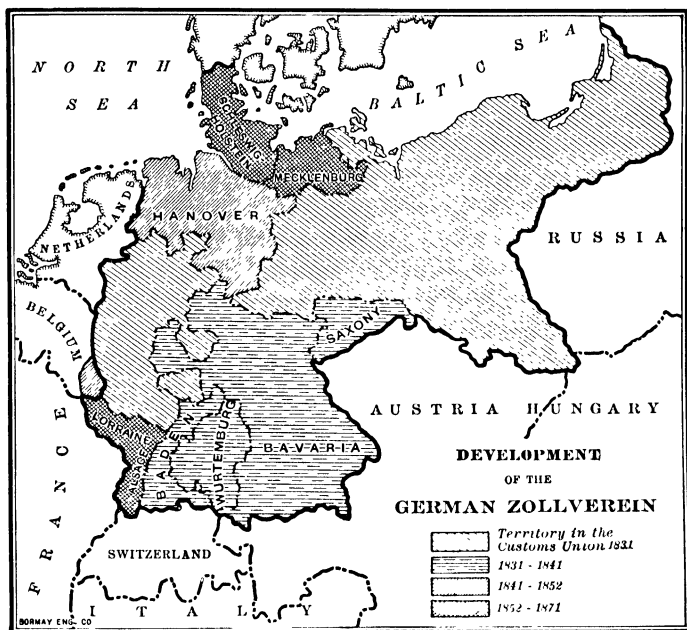 NORTH
SEA
BALTIC SEA
SCHLESWIG
HOLSTEIN
MECKLENBURG
HANOVER
NETHERLANDS
RUSSIA
BELGIUM
SAXONY
FRANCE
LORRAINE
ALSACE
BADEN
WURTEMBURG
BAVARIA
AUSTRIA HUNGARY
SWITZERLAND
ITALY
DEVELOPMENT
OF THE
GERMAN ZOLLVEREIN
Territory in the
Customs Union 1831
1831 - 1841
1841 - 1852
1852 - 1871
BORMAY ENG. CO